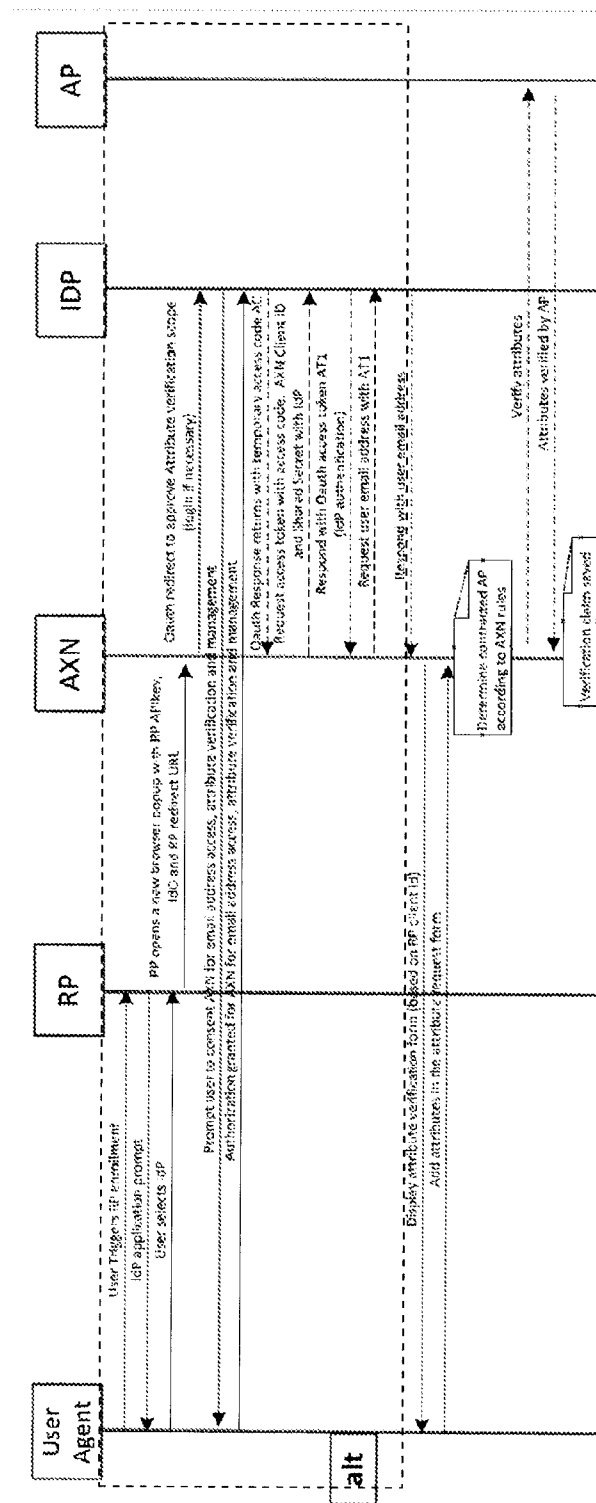 User
Agent
RP
AXN
IDP
AP
alt
User Triggers RP enrollment
IdP application prompt
User selects IdP
RP opens a new browser popup with RP APIkey,
IdC and RP redirect URL
Oauth redirect to approve Attribute verification scope
(login if necessary)
Prompt user to consent AXN for email address access, attribute verification and management
Authorization granted for AXN for email address access, attribute verification and management
Oauth Response returns with temporary access code AC
Request access token with access code, AXN Client ID
and Shared Secret with IdP
Respond with Oauth access token AT1
(IdP authentication)
Request user email address with AT1
Respond with user email address
Display attribute verification form (based on RP client id)
Add attributes in the attribute request form
Determine contracted AP
according to AXN rules
Verify attributes
Attributes verified by AP
Verification claim saved